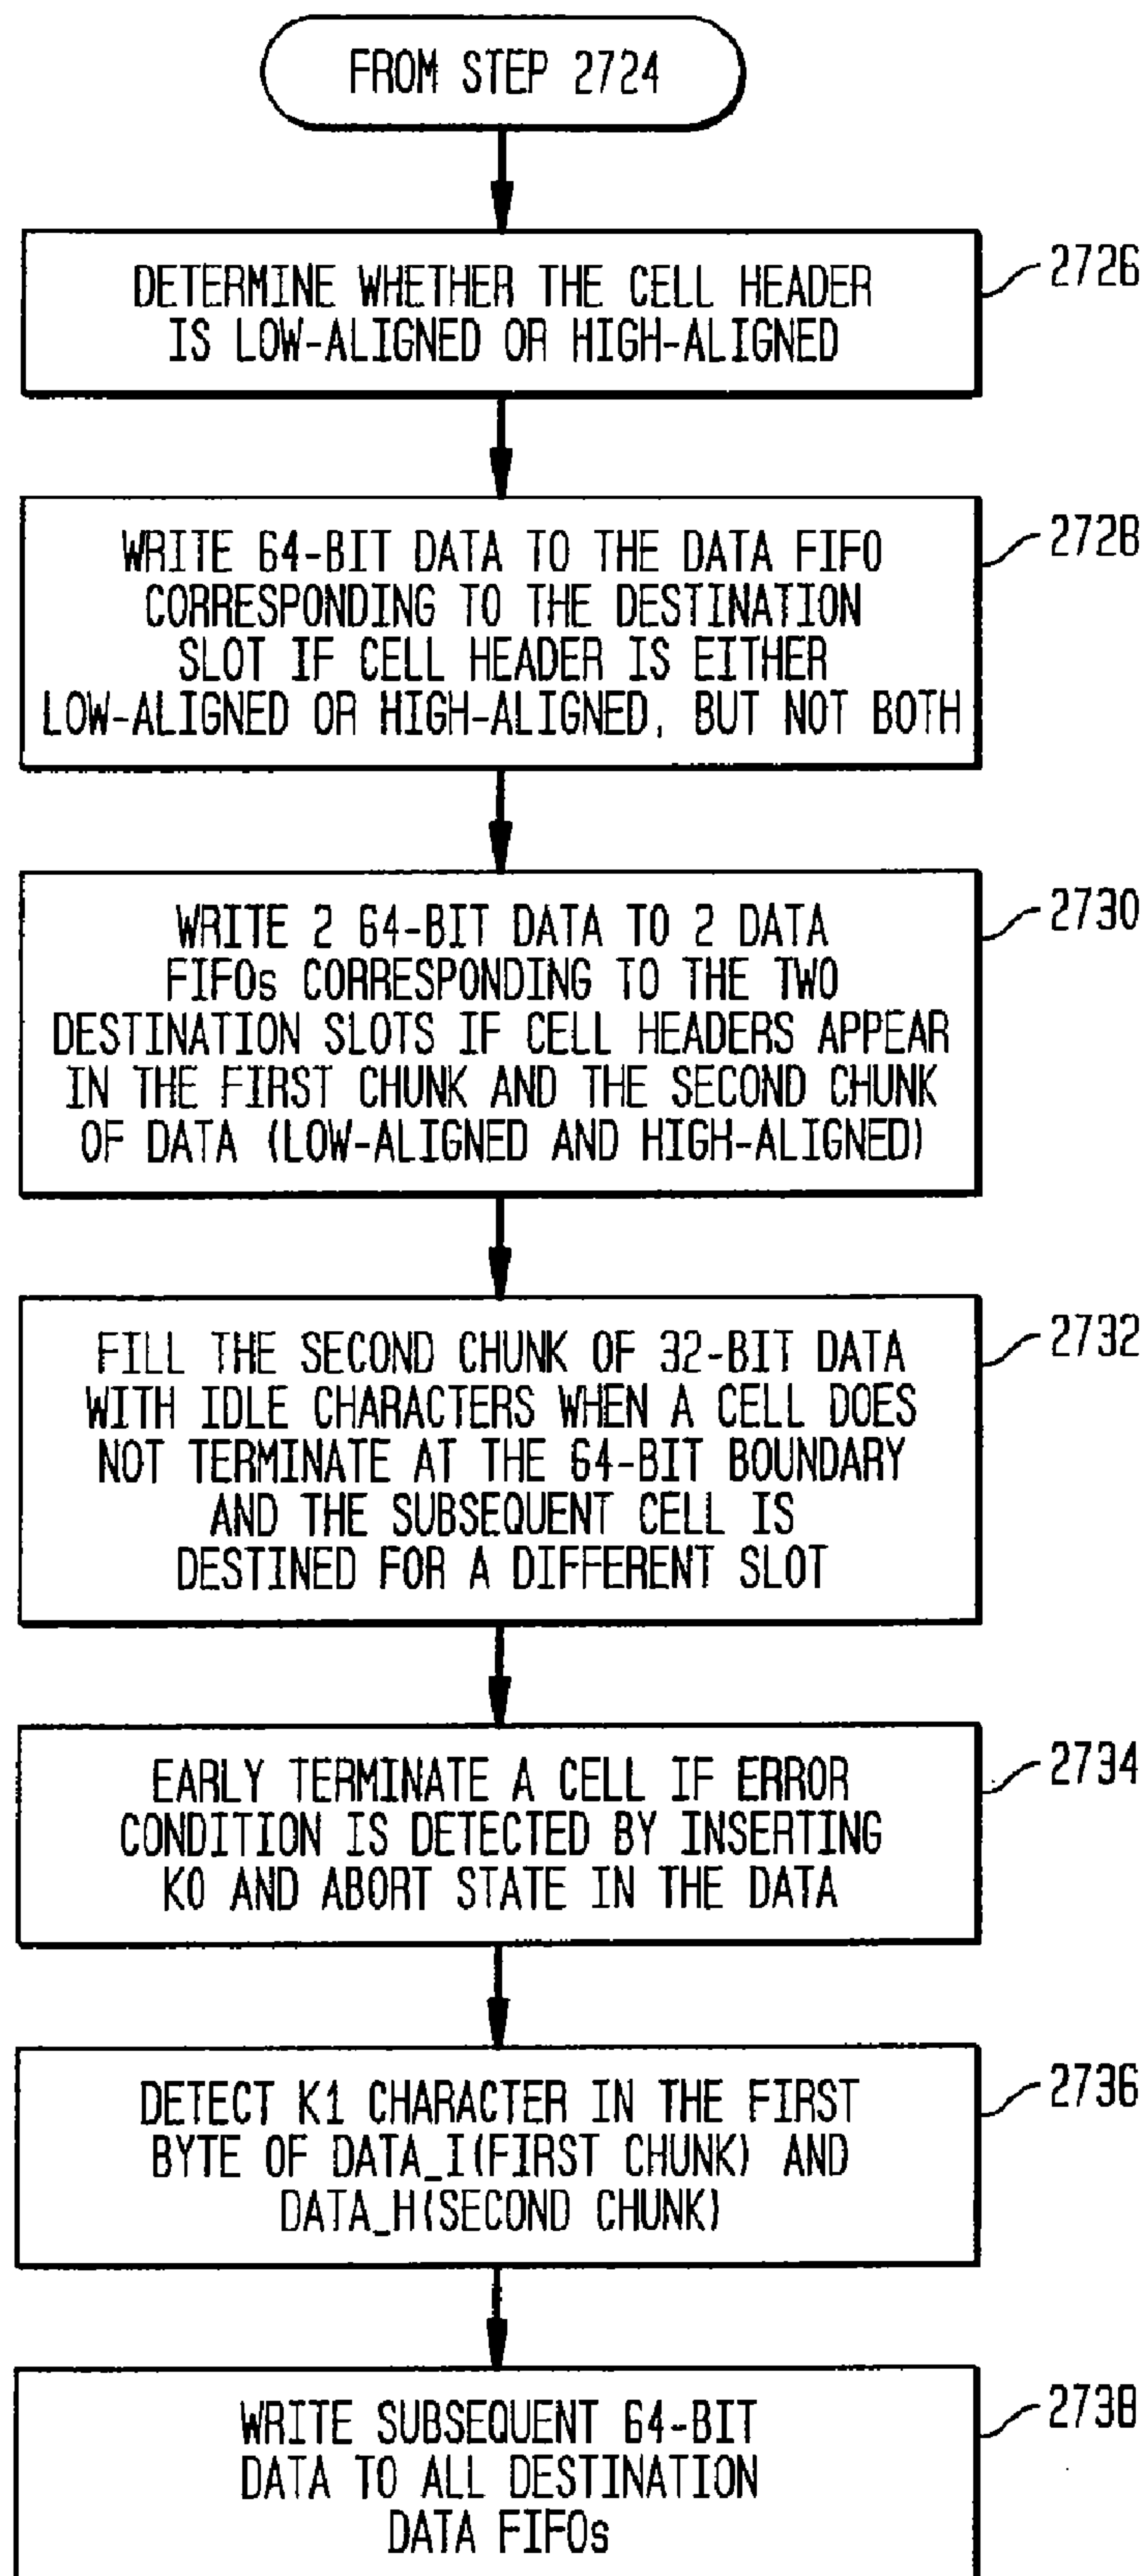 FROM STEP 2724
DETERMINE WHETHER THE CELL HEADER
IS LOW-ALIGNED OR HIGH-ALIGNED
2726
WRITE 64-BIT DATA TO THE DATA FIFO
CORRESPONDING TO THE DESTINATION
SLOT IF CELL HEADER IS EITHER
LOW-ALIGNED OR HIGH-ALIGNED, BUT NOT BOTH
2728
WRITE 2 64-BIT DATA TO 2 DATA
FIFOs CORRESPONDING TO THE TWO
DESTINATION SLOTS IF CELL HEADERS APPEAR
IN THE FIRST CHUNK AND THE SECOND CHUNK
OF DATA (LOW-ALIGNED AND HIGH-ALIGNED)
2730
FILL THE SECOND CHUNK OF 32-BIT DATA
WITH IDLE CHARACTERS WHEN A CELL DOES
NOT TERMINATE AT THE 64-BIT BOUNDARY
AND THE SUBSEQUENT CELL IS
DESTINED FOR A DIFFERENT SLOT
2732
EARLY TERMINATE A CELL IF ERROR
CONDITION IS DETECTED BY INSERTING
K0 AND ABORT STATE IN THE DATA
2734
DETECT K1 CHARACTER IN THE FIRST
BYTE OF DATA_I(FIRST CHUNK) AND
DATA_H(SECOND CHUNK)
2736
WRITE SUBSEQUENT 64-BIT
DATA TO ALL DESTINATION
DATA FIFOs
2738